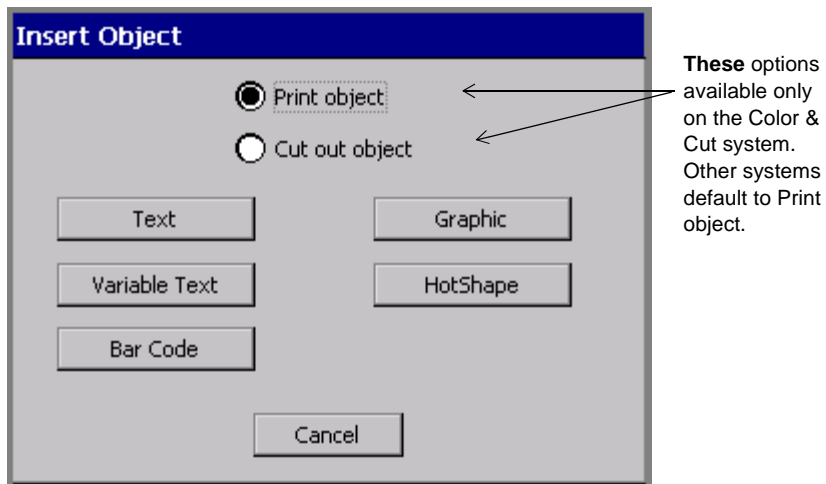 Insert Object
Print object
Cut out object
Text
Graphic
Variable Text
HotShape
Bar Code
Cancel
These options
available only
on the Color &
Cut system.
Other systems
default to Print
object.